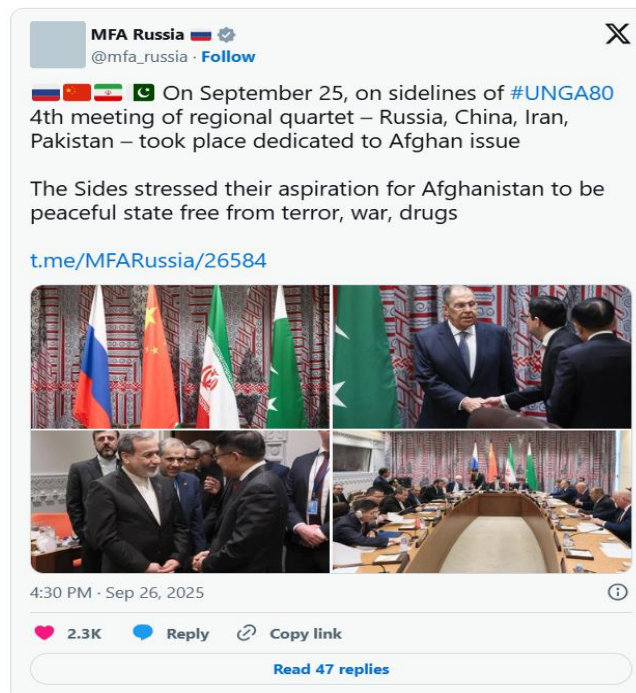 MFA Russia 🇷🇺
@mfa_russia · Follow
🇷🇺🇨🇳🇮🇷 🇵🇰 On September 25, on sidelines of #UNGA80
4th meeting of regional quartet – Russia, China, Iran,
Pakistan – took place dedicated to Afghan issue
The Sides stressed their aspiration for Afghanistan to be
peaceful state free from terror, war, drugs
t.me/MFARussia/26584
4:30 PM · Sep 26, 2025
2.3K Reply Copy link
Read 47 replies